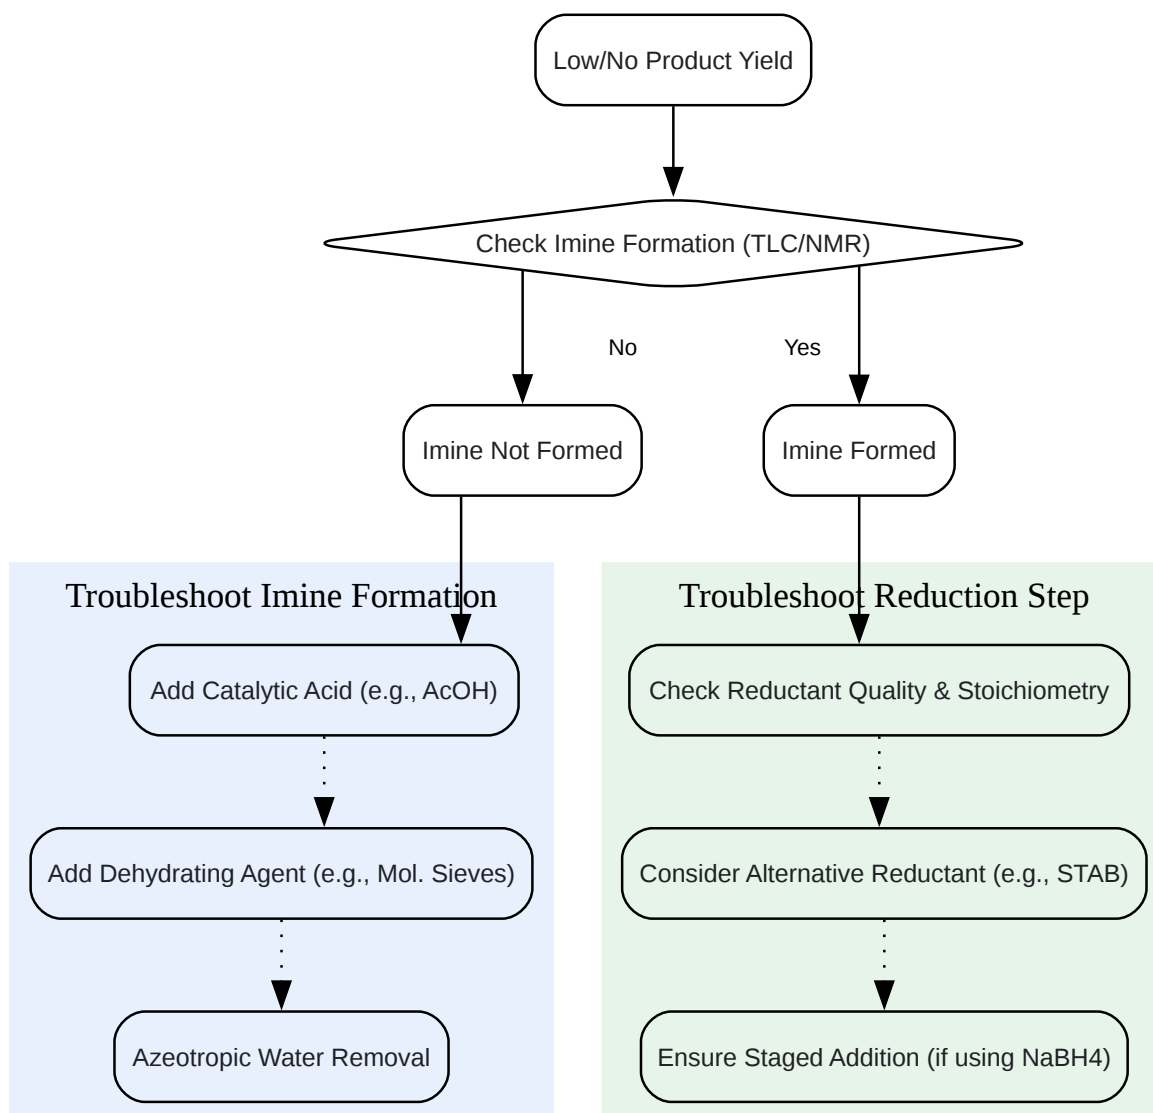 Low/No Product Yield
Check Imine Formation (TLC/NMR)
No
Yes
Imine Not Formed
Imine Formed
Troubleshoot Imine Formation
Add Catalytic Acid (e.g., AcOH)
Add Dehydrating Agent (e.g., Mol. Sieves)
Azeotropic Water Removal
Troubleshoot Reduction Step
Check Reductant Quality & Stoichiometry
Consider Alternative Reductant (e.g., STAB)
Ensure Staged Addition (if using NaBH4)